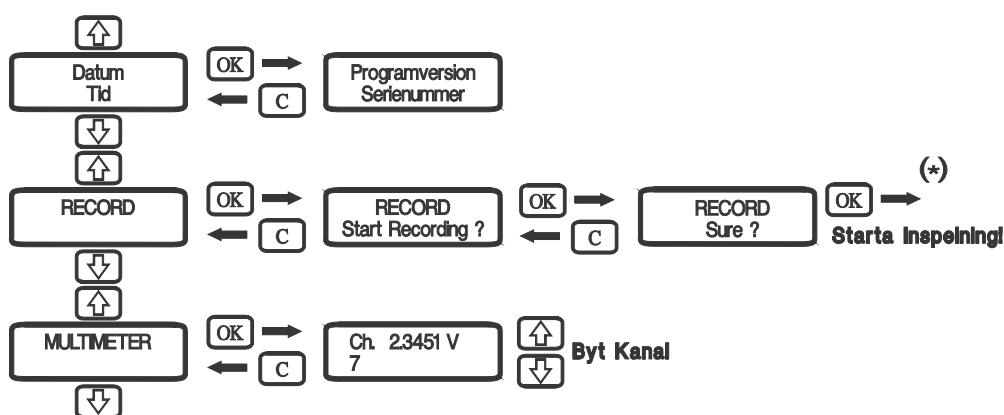 Datum
Tid
OK
C
Programversion
Serienummer
RECORD
OK
C
RECORD
Start Recording ?
OK
C
RECORD
Sure ?
OK
(*)
Starta inspelning!
MULTIMETER
OK
C
Ch. 2.3451 V
7
Byt Kanal